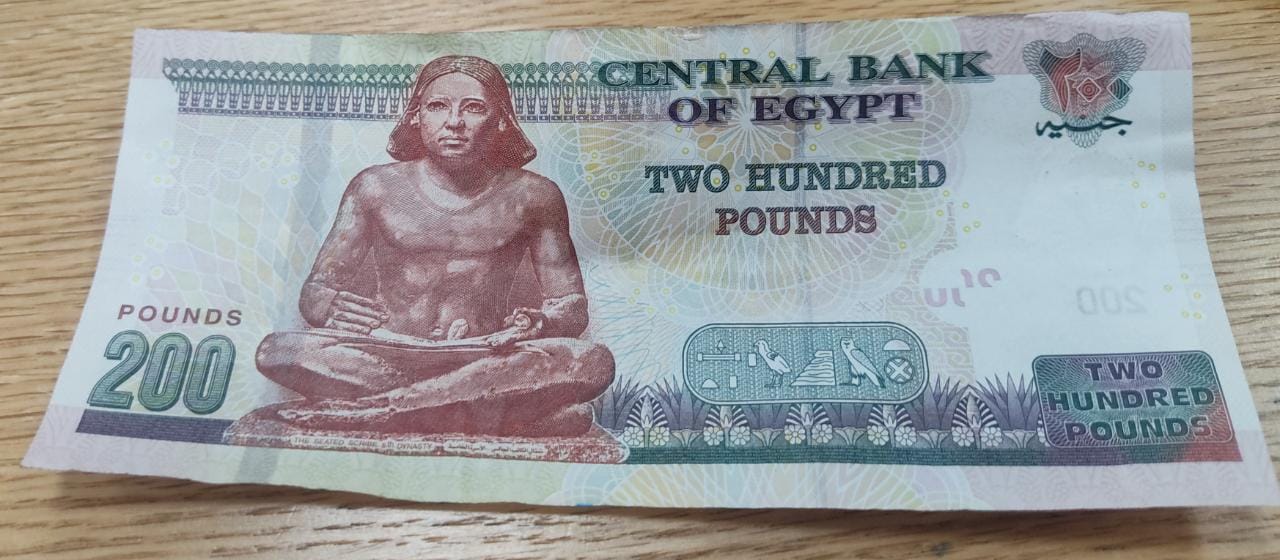 CENTRAL BANK
OF EGYPT
جنيه
TWO HUNDRED
POUNDS
POUNDS
200
200
TWO
HUNDRED
POUNDS
THE SEATED SCRIBE 5th DYNASTY